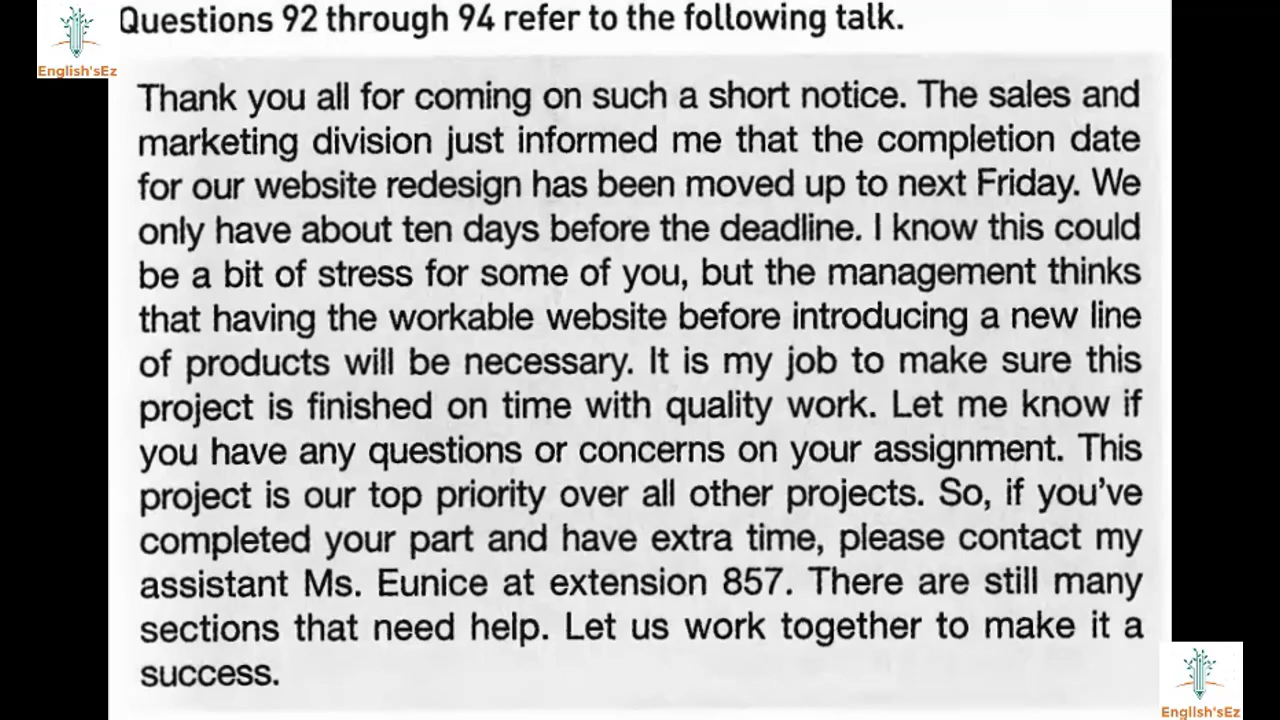 Questions 92 through 94 refer to the following talk.
English'sEz
Thank you all for coming on such a short notice. The sales and
marketing division just informed me that the completion date
for our website redesign has been moved up to next Friday. We
only have about ten days before the deadline. I know this could
be a bit of stress for some of you, but the management thinks
that having the workable website before introducing a new line
of products will be necessary. It is my job to make sure this
project is finished on time with quality work. Let me know if
you have any questions or concerns on your assignment. This
project is our top priority over all other projects. So, if you've
completed your part and have extra time, please contact my
assistant Ms. Eunice at extension 857. There are still many
sections that need help. Let us work together to make it a
success.
English'sEz